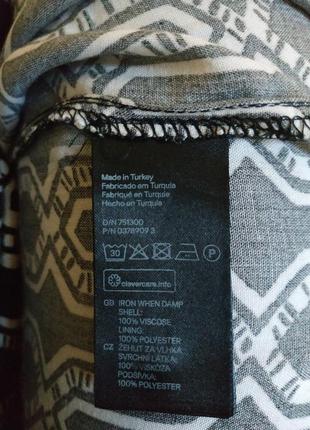 Made in Turkey
Fabricado em Turquia
Fabriqué en Turquie
Hecho en Turquía
D/N 751300
P/N 0378909 3
30 P
clevercare.info
GB IRON WHEN DAMP
SHELL:
100% VISCOSE
LINING:
100% POLYESTER
CZ ŽEHLIT ZA VLHKA
SVRCHNÍ LÁTKA:
100% VISKÓZA
PODŠÍVKA:
100% POLYESTER